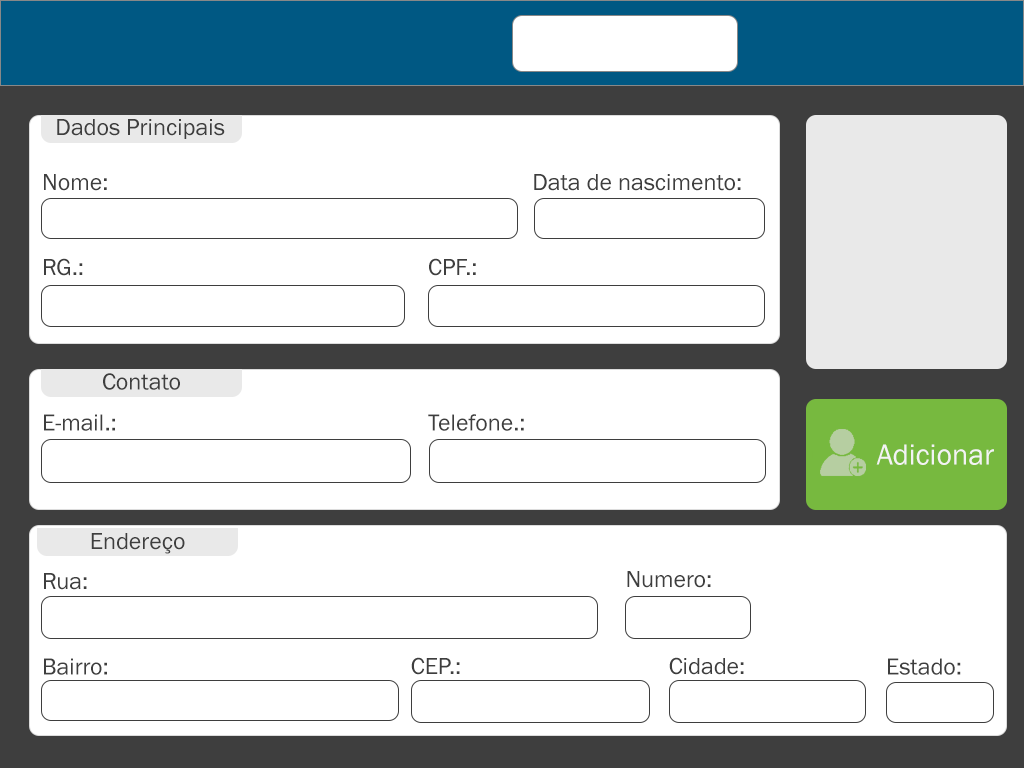 Dados Principais
Nome: Data de nascimento:
RG.: CPF.:
Contato
E-mail.: Telefone.:
Adicionar
Endereço
Rua: Numero:
Bairro: CEP.: Cidade: Estado: